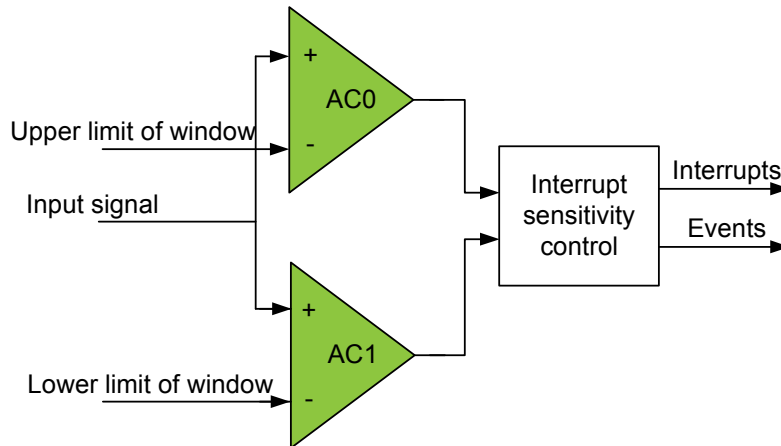 +
AC0
Upper limit of window
-
Input signal
Interrupt
sensitivity
control
Interrupts
Events
+
AC1
Lower limit of window
-